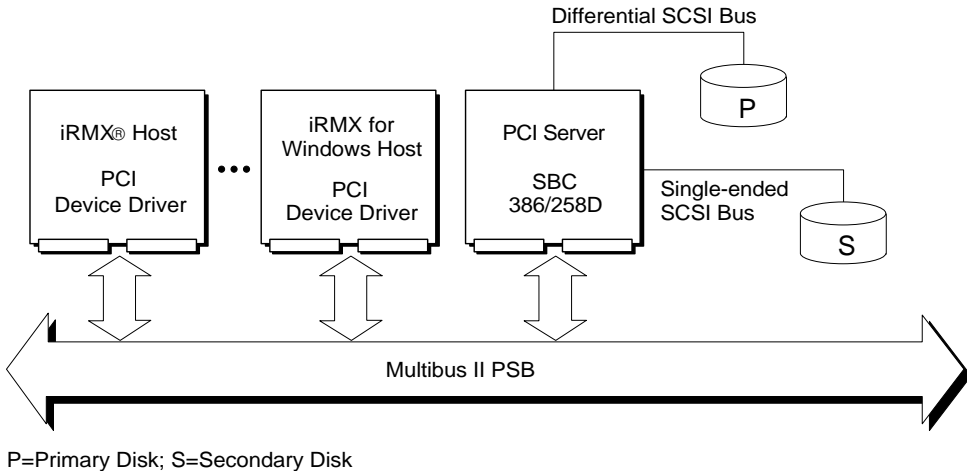 Differential SCSI Bus
P
iRMX® Host
PCI
Device Driver
•••
iRMX for
Windows Host
PCI
Device Driver
PCI Server
SBC
386/258D
Single-ended
SCSI Bus
S
Multibus II PSB
P=Primary Disk; S=Secondary Disk